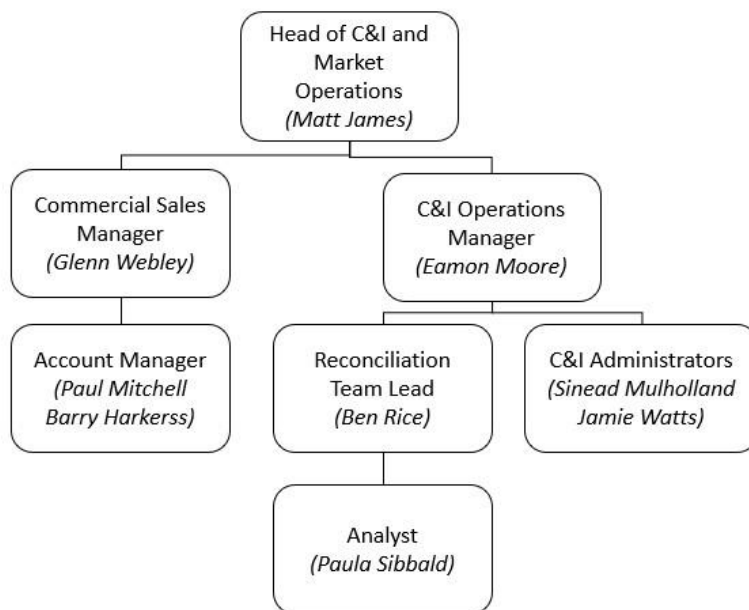 Head of C&I and
Market
Operations
(Matt James)
Commercial Sales
Manager
(Glenn Webley)
C&I Operations
Manager
(Eamon Moore)
Account Manager
(Paul Mitchell
Barry Harkerss)
Reconciliation
Team Lead
(Ben Rice)
C&I Administrators
(Sinead Mulholland
Jamie Watts)
Analyst
(Paula Sibbald)